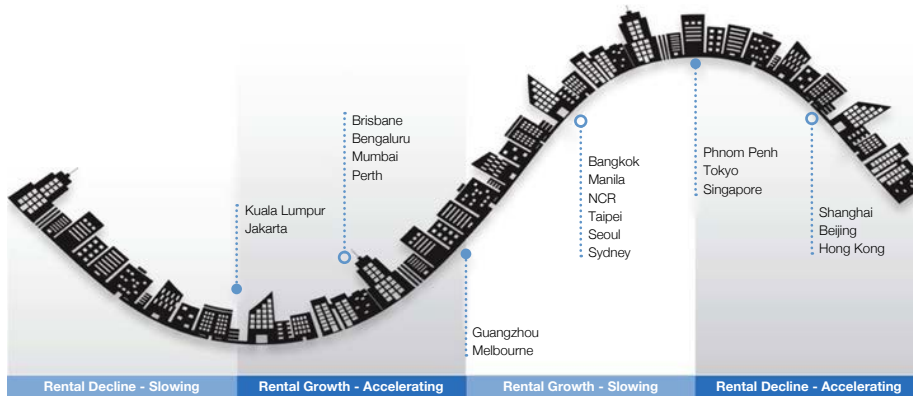 Brisbane
Bengaluru
Mumbai
Perth
Kuala Lumpur
Jakarta
Bangkok
Manila
NCR
Taipei
Seoul
Sydney
Phnom Penh
Tokyo
Singapore
Shanghai
Beijing
Hong Kong
Guangzhou
Melbourne
Rental Decline - Slowing
Rental Growth - Accelerating
Rental Growth - Slowing
Rental Decline - Accelerating